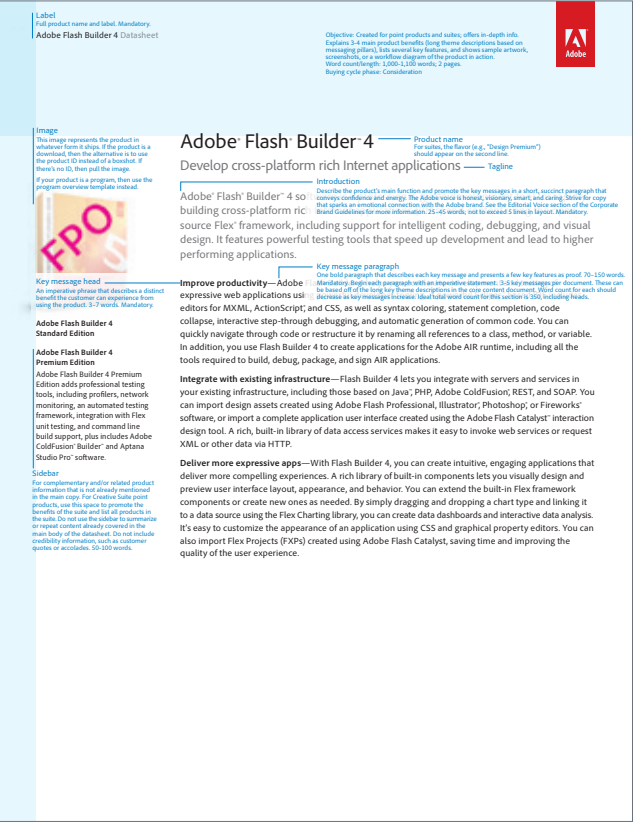 Label
Full product name and label. Mandatory.
Adobe Flash Builder 4 Datasheet
Objective: Created for point products and suites; offers in-depth info.
Explains 3-4 main product benefits (long theme descriptions based on
messaging pillars), lists several key features, and shows sample artwork,
screenshots, or a workflow diagram of the product in action.
Word count/length: 1,000-1,100 words; 2 pages.
Buying cycle phase: Consideration
Adobe
Image
This image represents the product in
whatever form it ships. If the product is a
download, then the alternative is to use
the product ID instead of a boxshot. If
there's no ID, then pull the image.
If your product is a program, then use the
program overview template instead.
FPO
Adobe® Flash® Builder™ 4
Product name
For suites, the flavor (e.g., "Design Premium")
should appear on the second line.
Develop cross-platform rich Internet applications
Tagline
Introduction
Describe the product's main function and promote the key messages in a short, succinct paragraph that
conveys confidence and energy. The Adobe voice is honest, visionary, smart, and caring. Strive for copy
that sparks an emotional connection with the Adobe brand. See the Editorial Voice section of the Corporate
Brand Guidelines for more information. 25-45 words; not to exceed 5 lines in layout. Mandatory.
Adobe® Flash® Builder™ 4 so
building cross-platform ric
source Flex® framework, including support for intelligent coding, debugging, and visual
design. It features powerful testing tools that speed up development and lead to higher
performing applications.
Key message paragraph
One bold paragraph that describes each key message and presents a few key features as proof. 70-150 words.
Mandatory. Begin each paragraph with an imperative statement. 3-5 key messages per document. These can
be based off of the long key theme descriptions in the core content document. Word count for each should
decrease as key messages increase. Ideal total word count for this section is 350, including heads.
Key message head
An imperative phrase that describes a distinct
benefit the customer can experience from
using the product. 3-7 words. Mandatory.
Improve productivity—Adobe
expressive web applications usi
editors for MXML, ActionScript®, and CSS, as well as syntax coloring, statement completion, code
collapse, interactive step-through debugging, and automatic generation of common code. You can
quickly navigate through code or restructure it by renaming all references to a class, method, or variable.
In addition, you use Flash Builder 4 to create applications for the Adobe AIR runtime, including all the
tools required to build, debug, package, and sign AIR applications.
Integrate with existing infrastructure—Flash Builder 4 lets you integrate with servers and services in
your existing infrastructure, including those based on Java™, PHP, Adobe ColdFusion®, REST, and SOAP. You
can import design assets created using Adobe Flash Professional, Illustrator®, Photoshop®, or Fireworks®
software, or import a complete application user interface created using the Adobe Flash Catalyst™ interaction
design tool. A rich, built-in library of data access services makes it easy to invoke web services or request
XML or other data via HTTP.
Deliver more expressive apps—With Flash Builder 4, you can create intuitive, engaging applications that
deliver more compelling experiences. A rich library of built-in components lets you visually design and
preview user interface layout, appearance, and behavior. You can extend the built-in Flex framework
components or create new ones as needed. By simply dragging and dropping a chart type and linking it
to a data source using the Flex Charting library, you can create data dashboards and interactive data analysis.
It's easy to customize the appearance of an application using CSS and graphical property editors. You can
also import Flex Projects (FXPs) created using Adobe Flash Catalyst, saving time and improving the
quality of the user experience.
Adobe Flash Builder 4
Standard Edition
Adobe Flash Builder 4
Premium Edition
Adobe Flash Builder 4 Premium
Edition adds professional testing
tools, including profilers, network
monitoring, an automated testing
framework, integration with Flex
unit testing, and command line
build support, plus includes Adobe
ColdFusion® Builder™ and Aptana
Studio Pro™ software.
Sidebar
For complementary and/or related product
information that is not already mentioned
in the main copy. For Creative Suite point
products, use this space to promote the
benefits of the suite and list all products in
the suite. Do not use the sidebar to summarize
or repeat content already covered in the
main body of the datasheet. Do not include
credibility information, such as customer
quotes or accolades. 50-100 words.